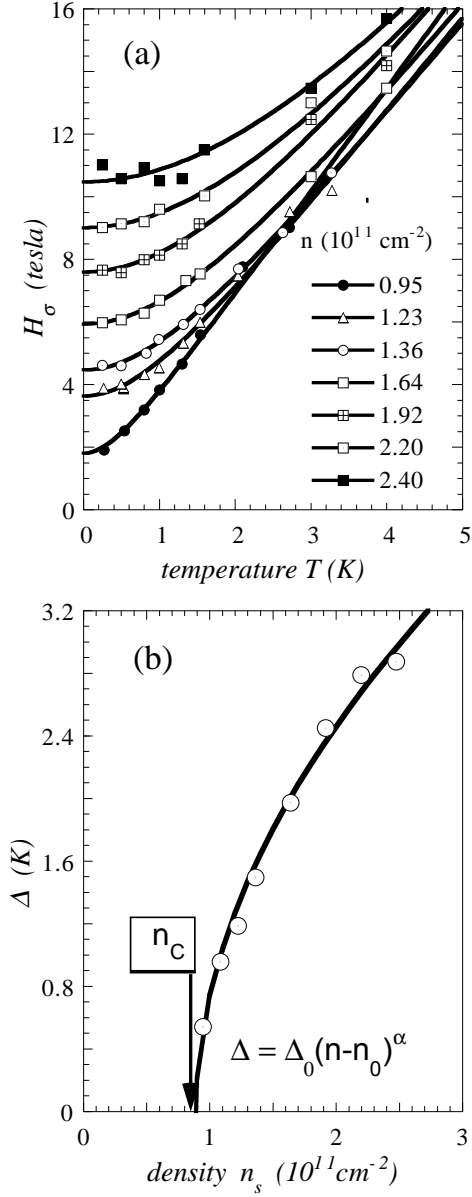 (a)
16
12
8
4
0
H_σ (tesla)
n (10^11 cm^-2)
0.95
1.23
1.36
1.64
1.92
2.20
2.40
0 1 2 3 4 5
temperature T (K)
(b)
3.2
2.4
1.6
0.8
0
Δ (K)
n_C
Δ = Δ_0(n-n_0)^α
0 1 2 3
density n_s (10^11 cm^-2)